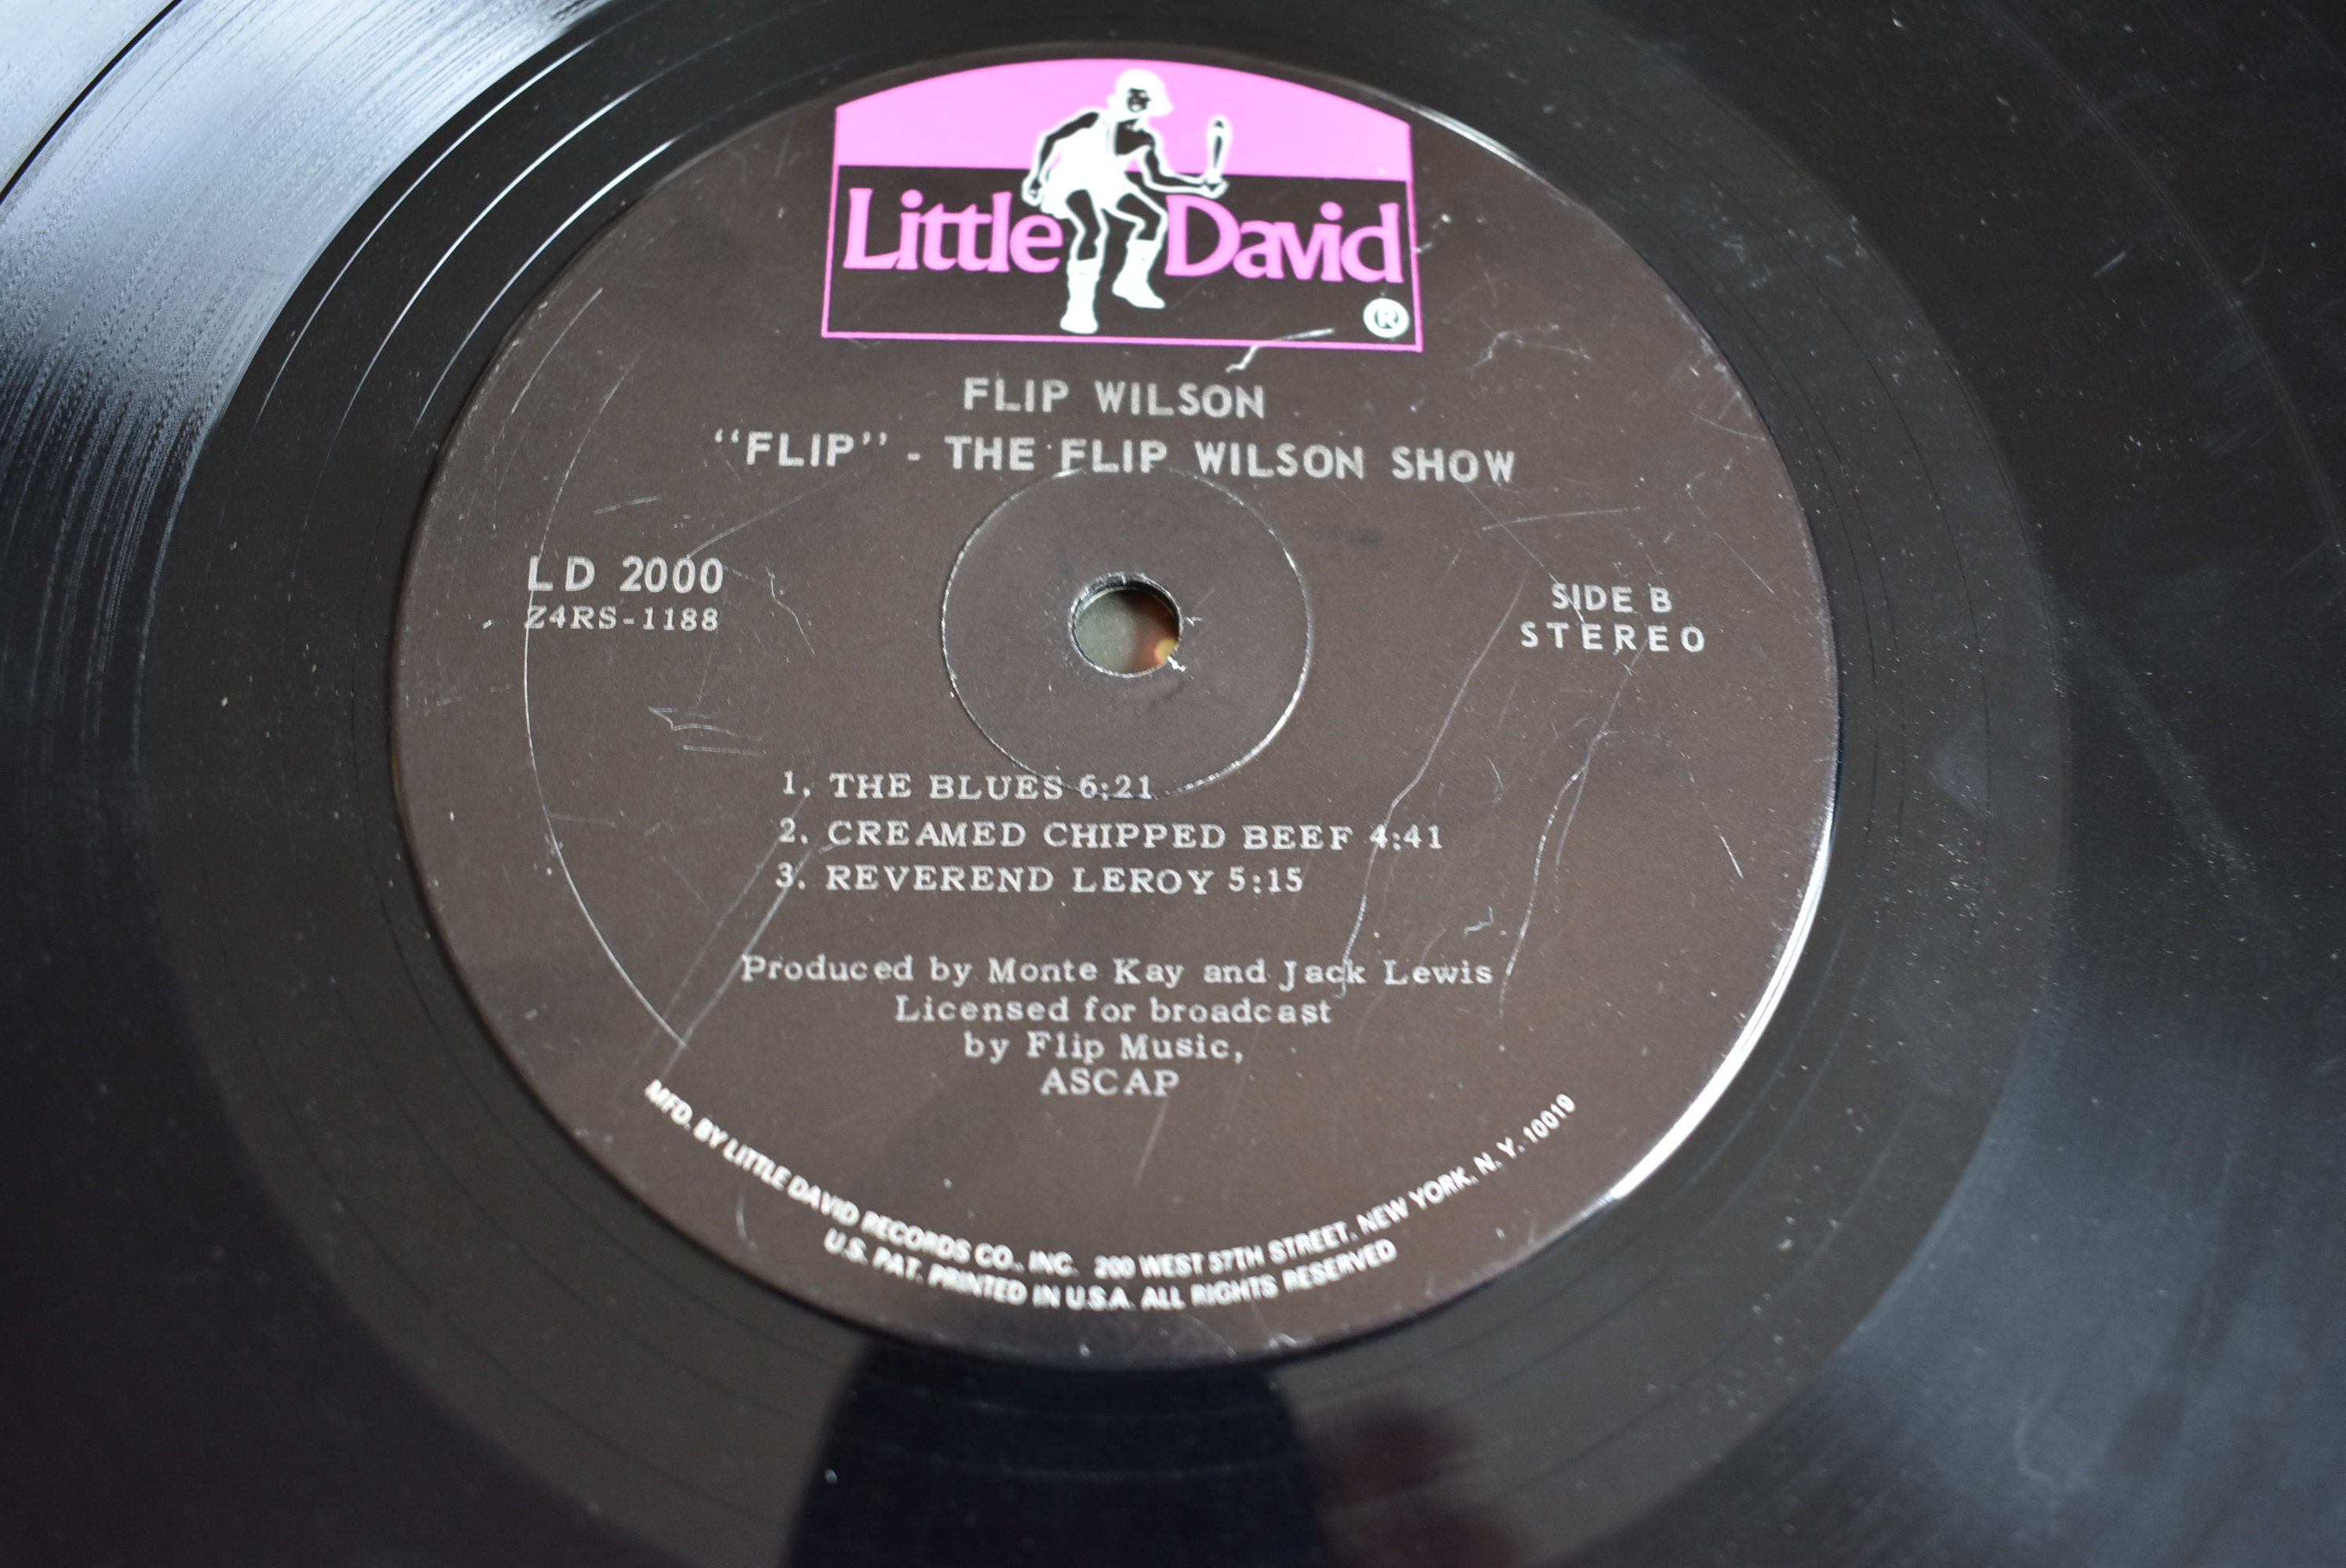 Little David
®
FLIP WILSON
"FLIP" - THE FLIP WILSON SHOW
LD 2000
Z4RS-1188
SIDE B
STEREO
1. THE BLUES 6:21
2. CREAMED CHIPPED BEEF 4:41
3. REVEREND LEROY 5:15
Produced by Monte Kay and Jack Lewis
Licensed for broadcast
by Flip Music,
ASCAP
MFD. BY LITTLE DAVID RECORDS CO., INC. 200 WEST 57TH STREET, NEW YORK, N. Y. 10019
U.S. PAT. PRINTED IN U.S.A. ALL RIGHTS RESERVED